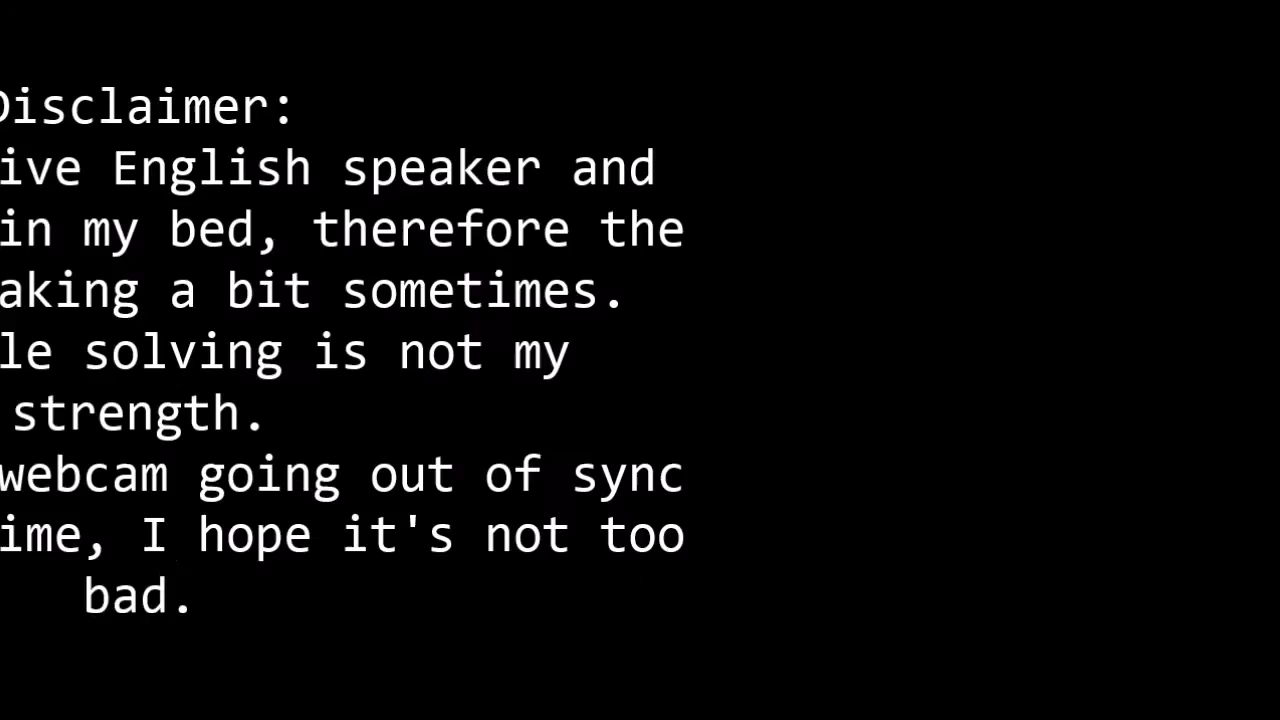 Disclaimer:
ive English speaker and
in my bed, therefore the
aking a bit sometimes.
le solving is not my
strength.
webcam going out of sync
ime, I hope it's not too
bad.